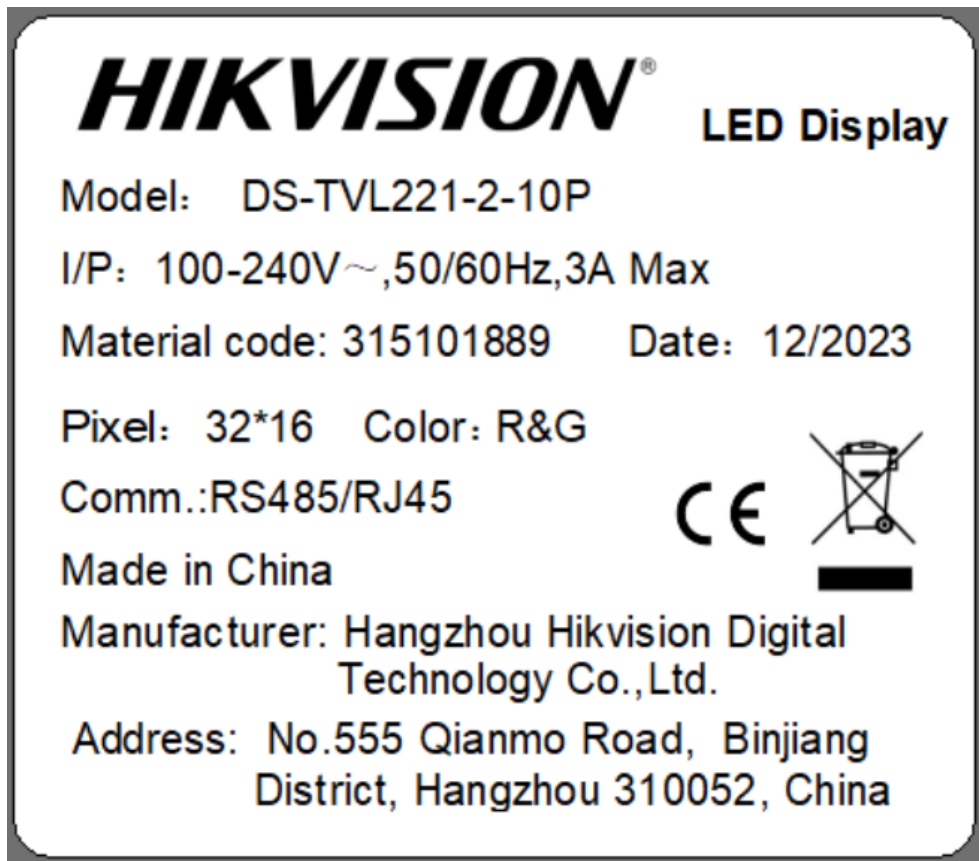 HIKVISION®
LED Display
Model： DS-TVL221-2-10P
I/P：100-240V～,50/60Hz,3A Max
Material code: 315101889 Date：12/2023
Pixel：32*16 Color：R&G
Comm.:RS485/RJ45
CE
Made in China
Manufacturer: Hangzhou Hikvision Digital
Technology Co.,Ltd.
Address: No.555 Qianmo Road, Binjiang
District, Hangzhou 310052, China